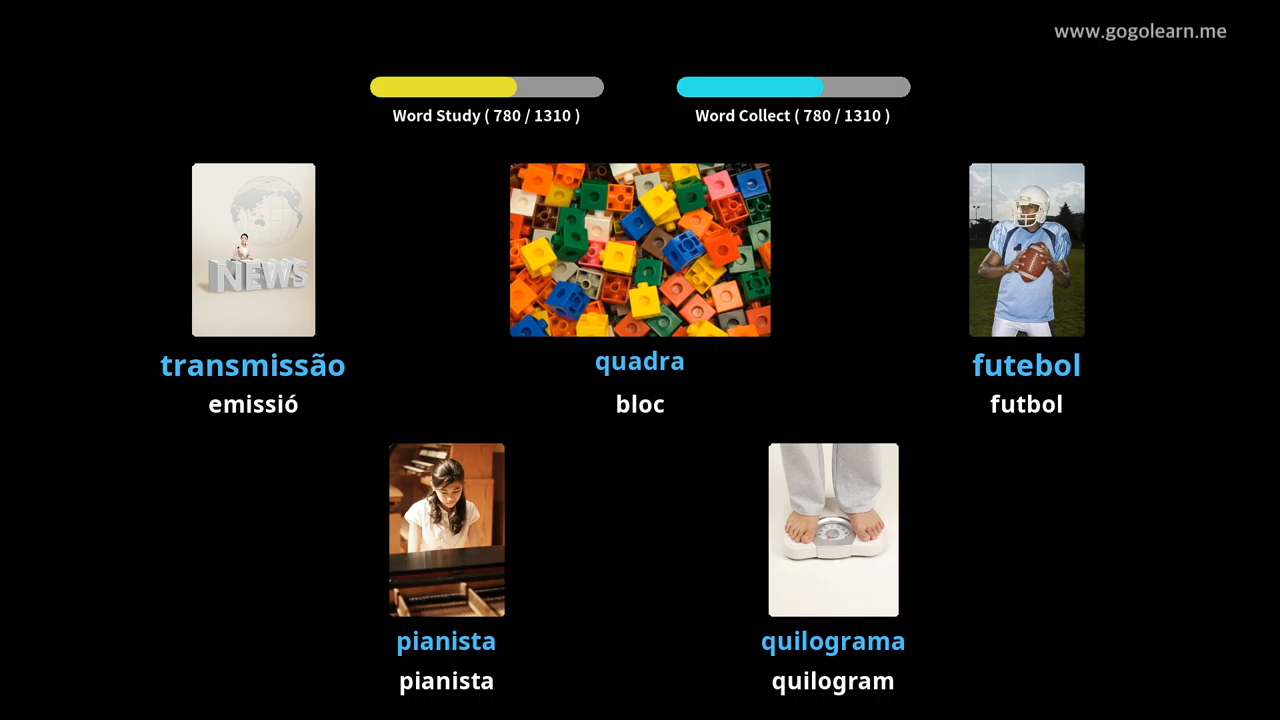 www.gogolearn.me
Word Study ( 780 / 1310 )
Word Collect ( 780 / 1310 )
NEWS
transmissão
emissió
quadra
bloc
futebol
futbol
pianista
pianista
quilograma
quilogram